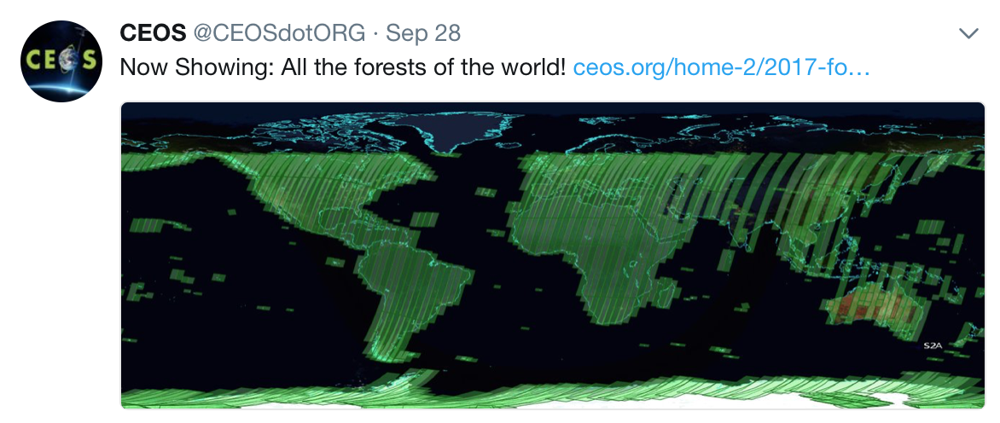 CEOS
CEOS @CEOSdotORG · Sep 28
Now Showing: All the forests of the world! ceos.org/home-2/2017-fo…
S2A